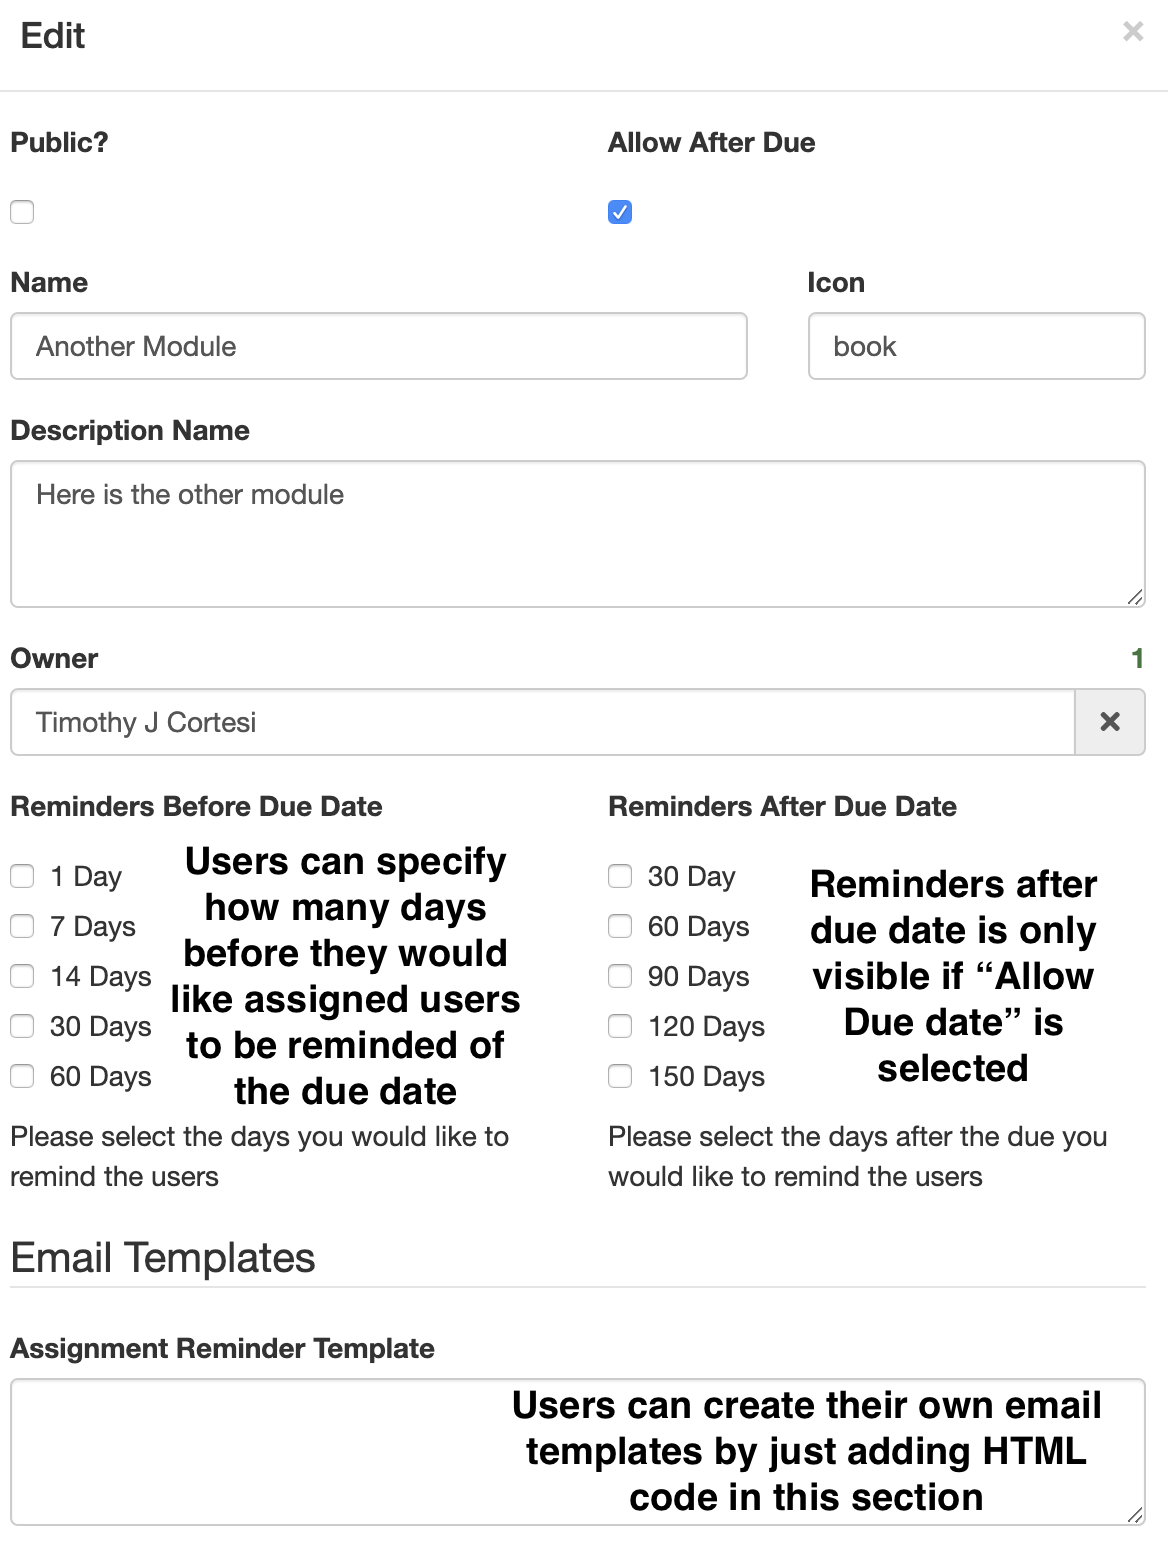 Edit
×
Public?
Allow After Due
Name
Icon
Another Module
book
Description Name
Here is the other module
Owner
1
Timothy J Cortesi
Reminders Before Due Date
1 Day
7 Days
14 Days
30 Days
60 Days
Users can specify
how many days
before they would
like assigned users
to be reminded of
the due date
Please select the days you would like to
remind the users
Reminders After Due Date
30 Day
60 Days
90 Days
120 Days
150 Days
Reminders after
due date is only
visible if “Allow
Due date” is
selected
Please select the days after the due you
would like to remind the users
Email Templates
Assignment Reminder Template
Users can create their own email
templates by just adding HTML
code in this section